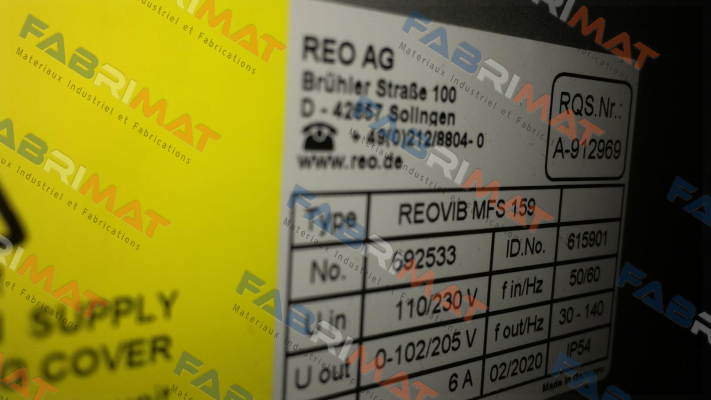 REO AG
Brühler Straße 100
D - 42657 Solingen
+ 49(0)212/8804- 0
www.reo.de
RQS.Nr.:
A-912969
Type REOVIB MFS 159
No. 692533 ID.No. 615901
U in 110/230 V f in/Hz 50/60
U out 0-102/205 V f out/Hz 30 - 140
6 A 02/2020 IP54
Made in Germany
SUPPLY
COVER
FABRIMAT
Matériaux Industriel et Fabrications